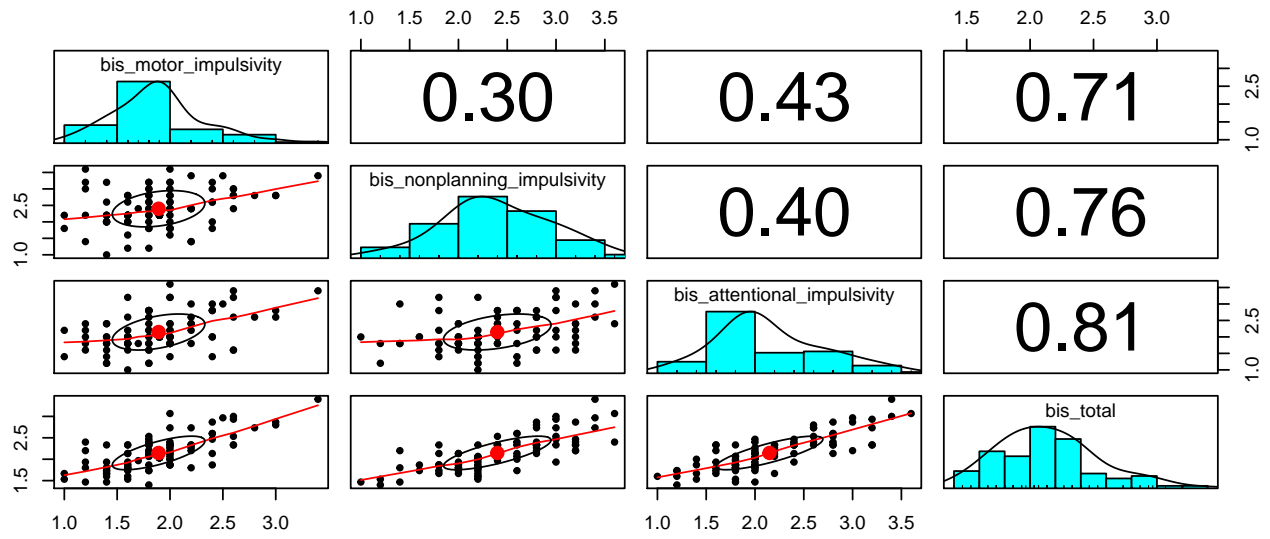 1.0 1.5 2.0 2.5 3.0 3.5
1.5 2.0 2.5 3.0
bis_motor_impulsivity
0.30
0.43
0.71
1.0 2.5
1.0 2.5
bis_nonplanning_impulsivity
0.40
0.76
bis_attentional_impulsivity
0.81
1.0 2.5
1.5 2.5
bis_total
1.0 1.5 2.0 2.5 3.0
1.0 1.5 2.0 2.5 3.0 3.5